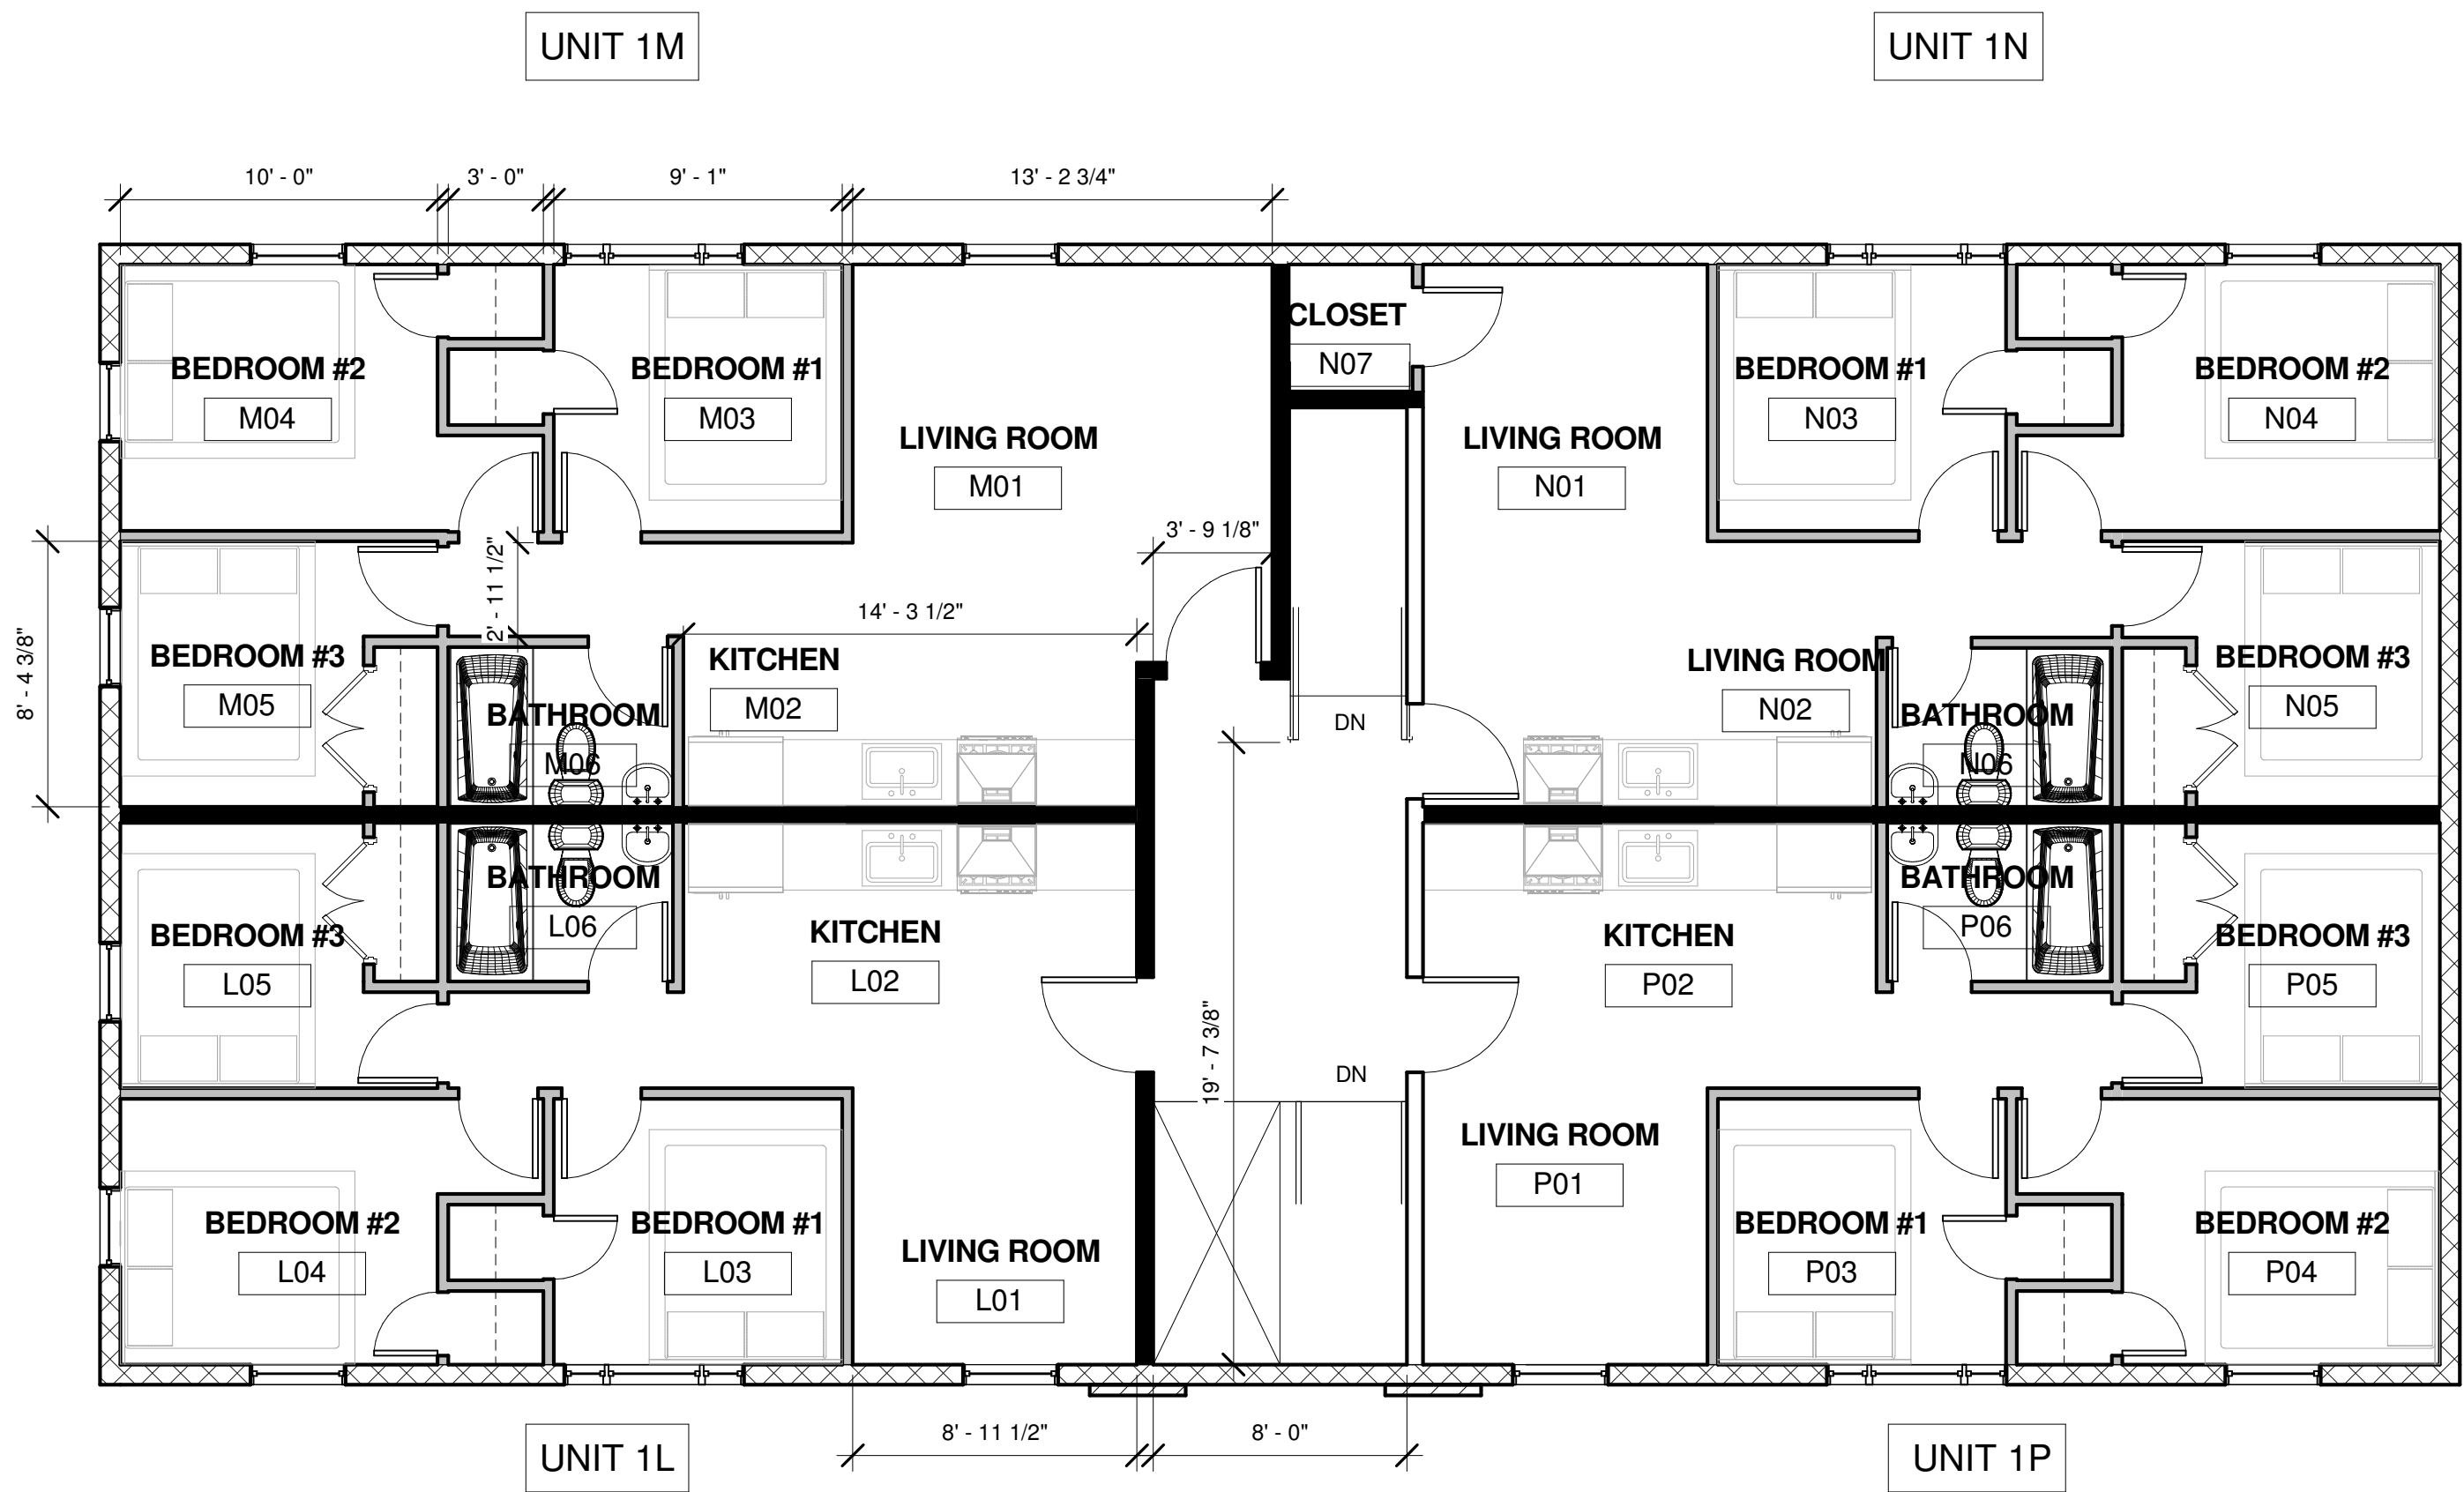 UNIT 1M
UNIT 1N
10' - 0"
3' - 0"
9' - 1"
13' - 2 3/4"
CLOSET
N07
BEDROOM #2
M04
BEDROOM #1
M03
LIVING ROOM
M01
LIVING ROOM
N01
BEDROOM #1
N03
BEDROOM #2
N04
3' - 9 1/8"
2' - 11 1/2"
14' - 3 1/2"
8' - 4 3/8"
BEDROOM #3
M05
BATHROOM
M06
KITCHEN
M02
DN
LIVING ROOM
N02
BATHROOM
N06
BEDROOM #3
N05
BEDROOM #3
L05
BATHROOM
L06
KITCHEN
L02
19' - 7 3/8"
DN
KITCHEN
P02
BATHROOM
P06
BEDROOM #3
P05
BEDROOM #2
L04
BEDROOM #1
L03
LIVING ROOM
L01
LIVING ROOM
P01
BEDROOM #1
P03
BEDROOM #2
P04
8' - 11 1/2"
8' - 0"
UNIT 1L
UNIT 1P